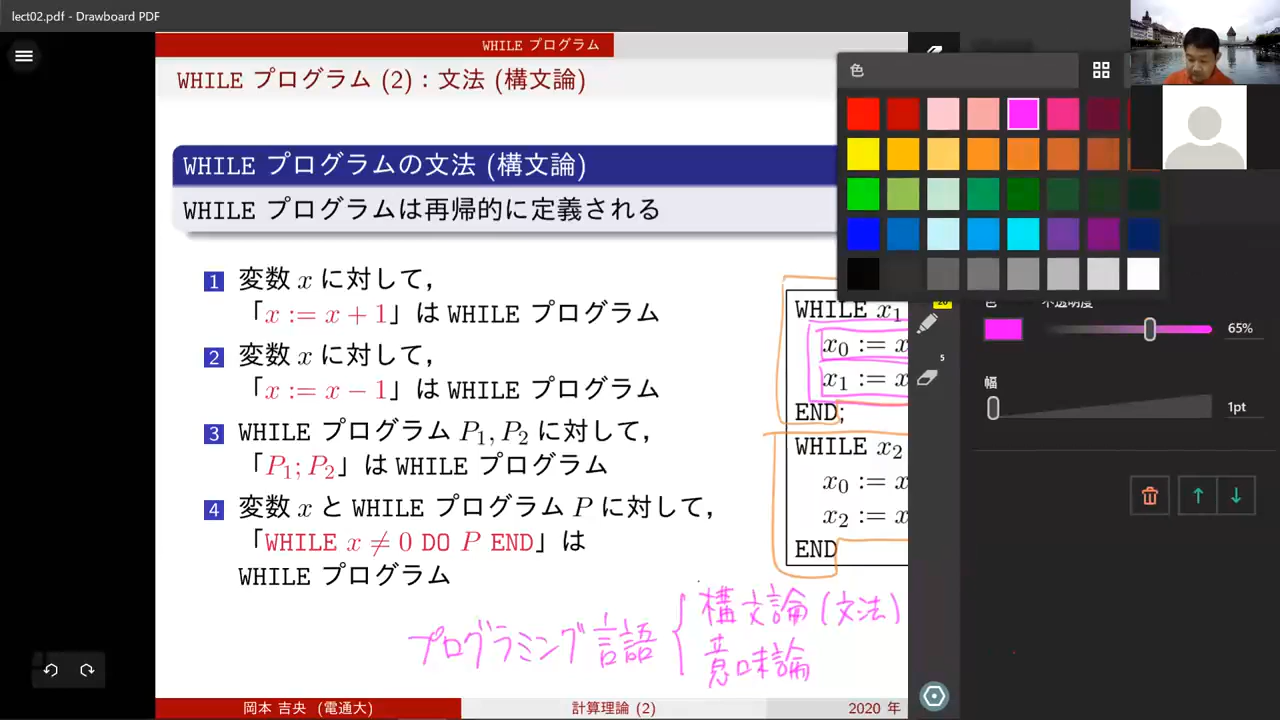 lect02.pdf - Drawboard PDF
WHILE プログラム
WHILE プログラム (2) : 文法 (構文論)
WHILE プログラムの文法 (構文論)
WHILE プログラムは再帰的に定義される
1 変数 x に対して,
「x := x + 1」は WHILE プログラム
2 変数 x に対して,
「x := x − 1」は WHILE プログラム
3 WHILE プログラム P₁, P₂ に対して,
「P₁; P₂」は WHILE プログラム
4 変数 x と WHILE プログラム P に対して,
「WHILE x ≠ 0 DO P END」は
WHILE プログラム
WHILE x₁
x₀ := x
x₁ := x
END;
WHILE x₂
x₀ := x
x₂ := x
END
プログラミング言語 { 構文論 (文法)
意味論
岡本 吉央 (電通大)
計算理論 (2)
2020 年
色
色
不透明度
65%
5
幅
1pt